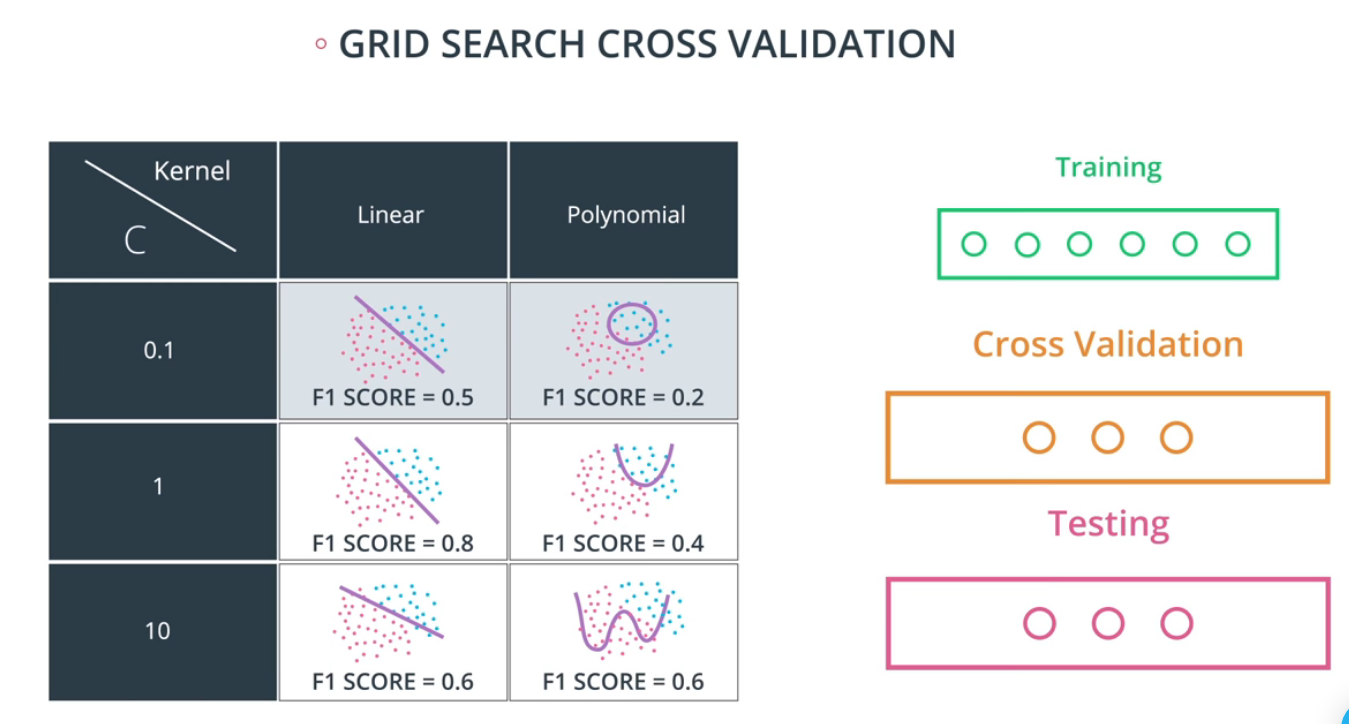 GRID SEARCH CROSS VALIDATION
Kernel
C
Linear
Polynomial
0.1
F1 SCORE = 0.5
F1 SCORE = 0.2
1
F1 SCORE = 0.8
F1 SCORE = 0.4
10
F1 SCORE = 0.6
F1 SCORE = 0.6
Training
Cross Validation
Testing